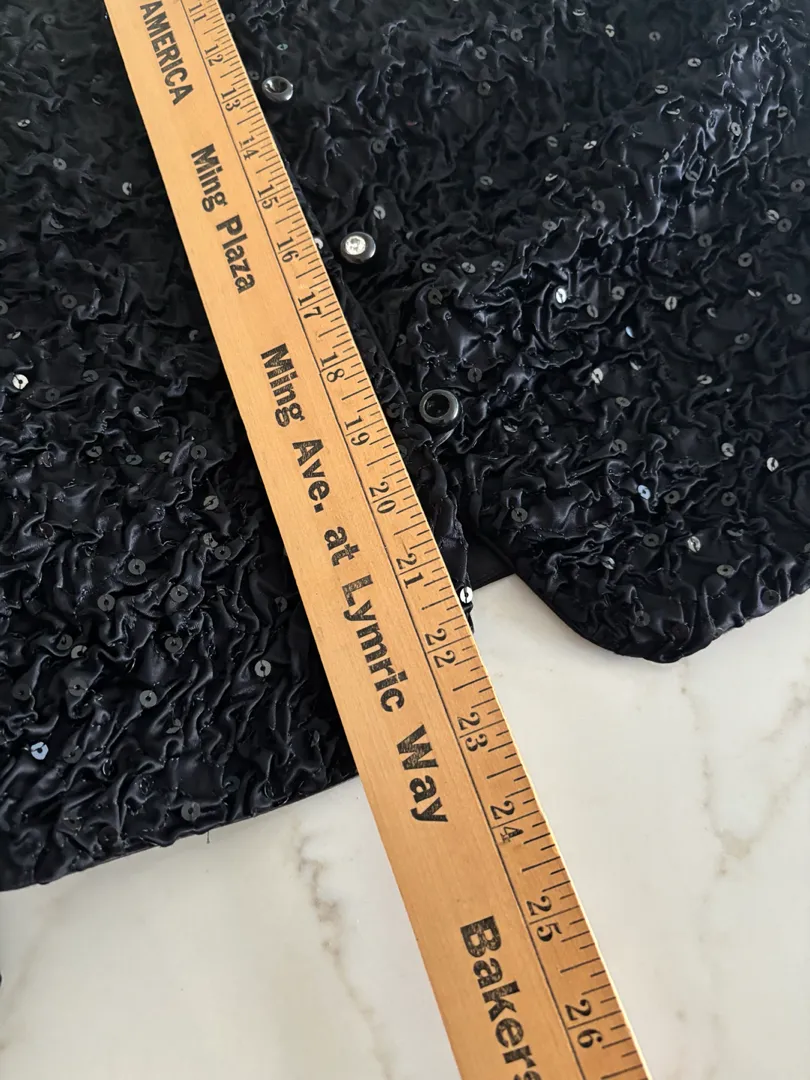 AMERICA Ming Plaza Ming Ave. at Lymric Way Bakers
11 12 13 14 15 16 17 18 19 20 21 22 23 24 25 26